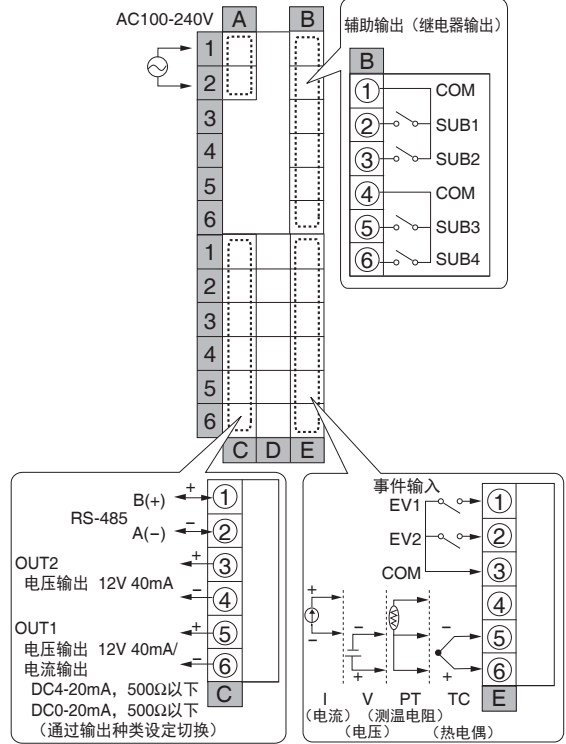 AC100-240V A B
1
2
3
4
5
6
1
2
3
4
5
6
C D E
辅助输出（继电器输出）
B
① COM
② SUB1
③ SUB2
④ COM
⑤ SUB3
⑥ SUB4
B(+) + ①
RS-485
A(−) − ②
OUT2 + ③
电压输出 12V 40mA
− ④
OUT1 + ⑤
电压输出 12V 40mA/
电流输出 − ⑥
DC4-20mA，500Ω以下
DC0-20mA，500Ω以下
（通过输出种类设定切换）
C
事件输入
EV1 ①
EV2 ②
COM ③
④
⑤
⑥
+ − − + − +
I V PT TC E
（电流）（测温电阻）
（电压） （热电偶）